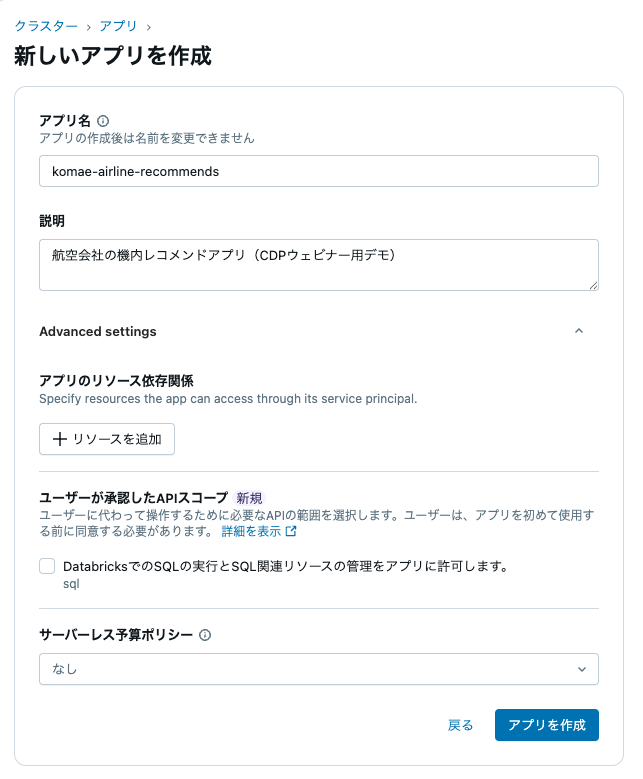 クラスター › アプリ ›
新しいアプリを作成
アプリ名
アプリの作成後は名前を変更できません
komae-airline-recommends
説明
航空会社の機内レコメンドアプリ（CDPウェビナー用デモ）
Advanced settings
アプリのリソース依存関係
Specify resources the app can access through its service principal.
リソースを追加
ユーザーが承認したAPIスコープ 新規
ユーザーに代わって操作するために必要なAPIの範囲を選択します。ユーザーは、アプリを初めて使用す
る前に同意する必要があります。 詳細を表示
DatabricksでのSQLの実行とSQL関連リソースの管理をアプリに許可します。
sql
サーバーレス予算ポリシー
なし
戻る アプリを作成